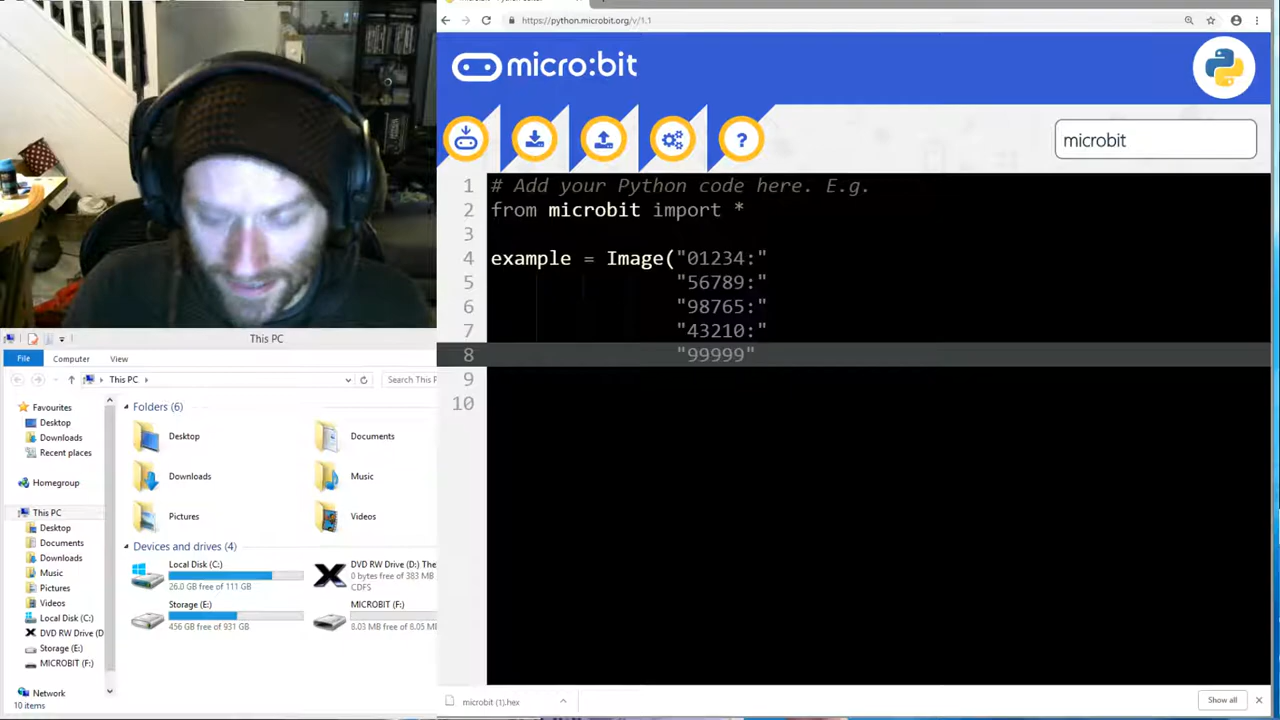 https://python.microbit.org/v/1.1
micro:bit
microbit
1 # Add your Python code here. E.g.
2 from microbit import *
3
4 example = Image("01234:"
5 "56789:"
6 "98765:"
7 "43210:"
8 "99999"
9
10
This PC
File Computer View
This PC Search This P
Favourites
Desktop
Downloads
Recent places
Homegroup
This PC
Desktop
Documents
Downloads
Music
Pictures
Videos
Local Disk (C:)
DVD RW Drive (D
Storage (E:)
MICROBIT (F:)
Network
Folders (6)
Desktop
Documents
Downloads
Music
Pictures
Videos
Devices and drives (4)
Local Disk (C:)
26.0 GB free of 111 GB
DVD RW Drive (D:) The
0 bytes free of 383 MB
CDFS
Storage (E:)
456 GB free of 931 GB
MICROBIT (F:)
8.03 MB free of 8.05 M
10 items
microbit (1).hex
Show all